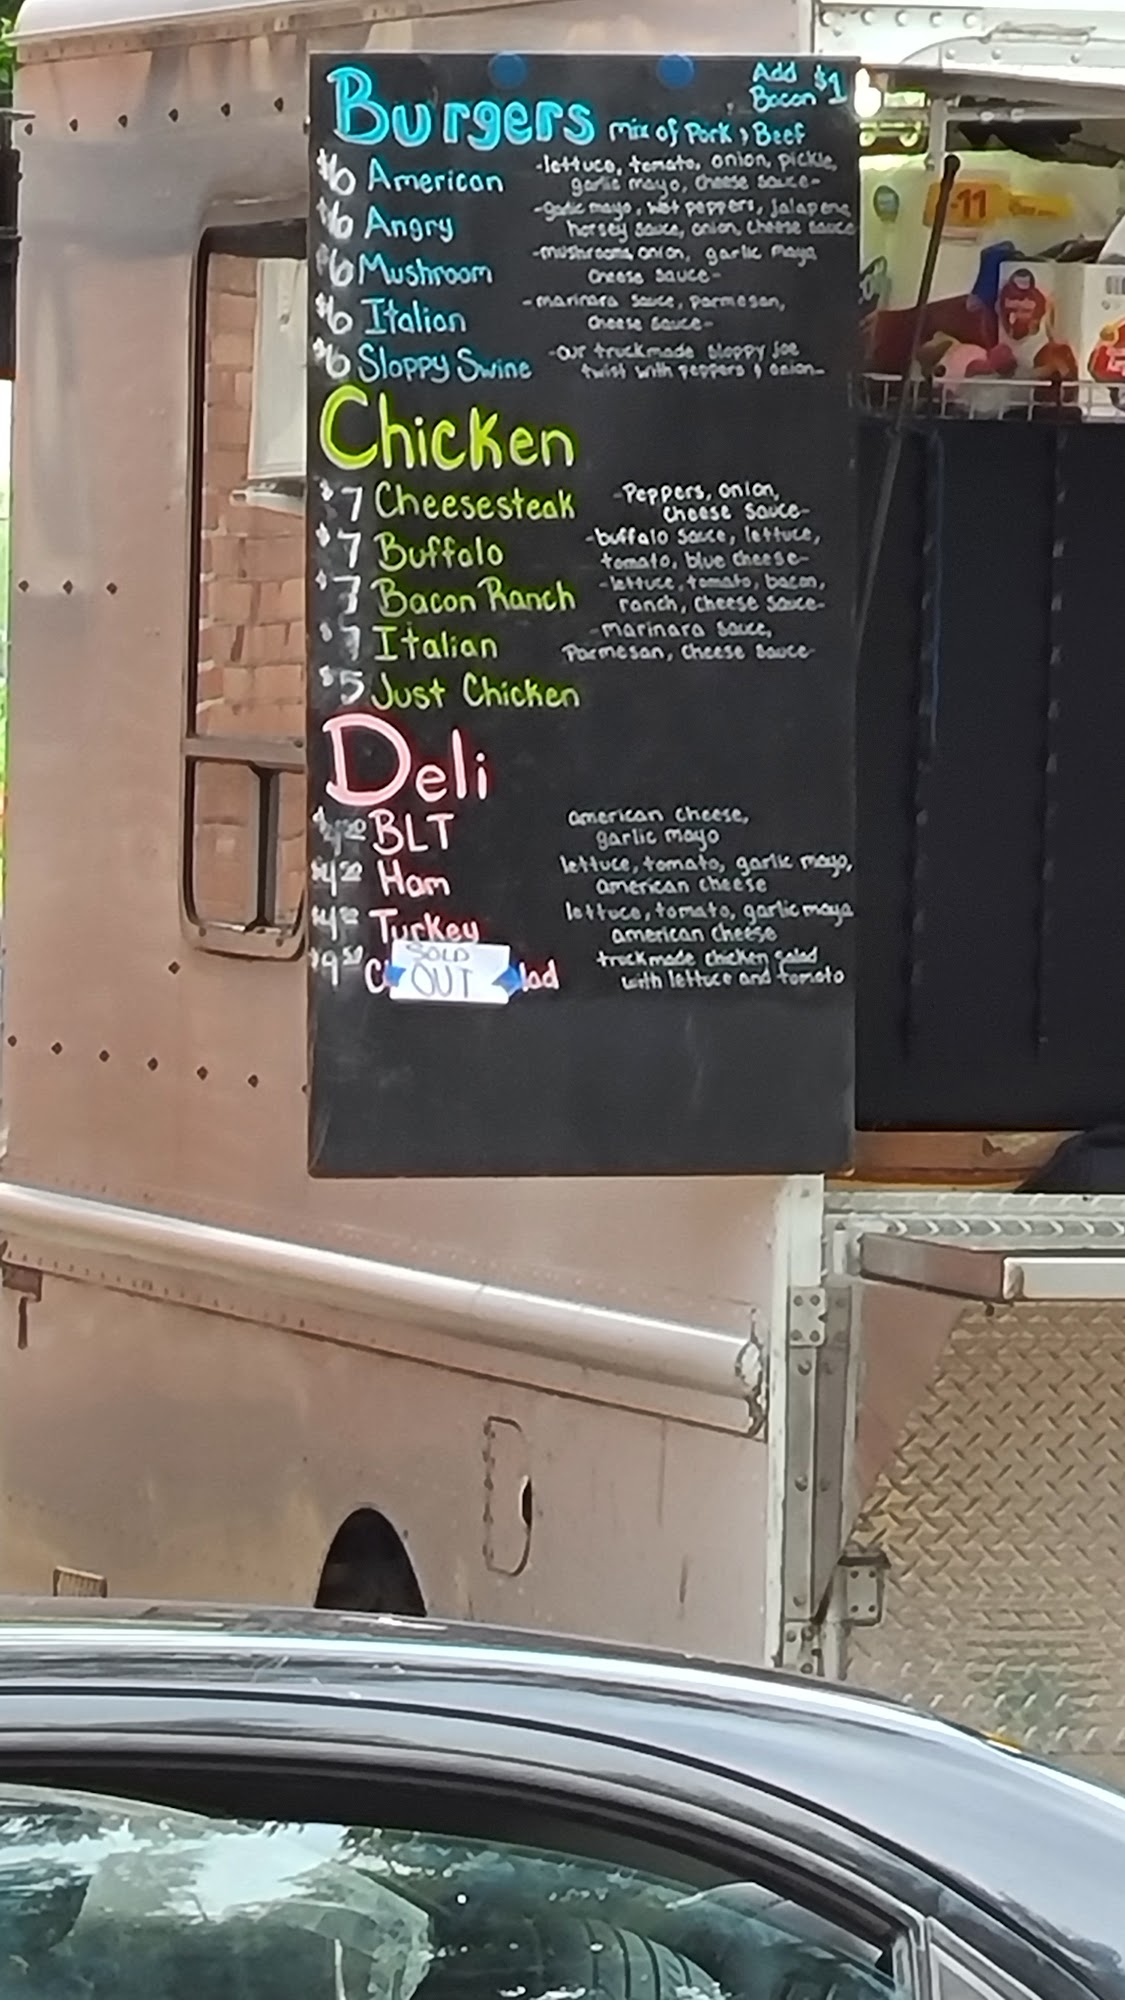 Add $1
Bacon
Burgers mix of Pork & Beef
$6 American -lettuce, tomato, onion, pickle,
garlic mayo, cheese sauce-
$6 Angry -garlic mayo, hot peppers, jalapeno,
horsey sauce, onion, cheese sauce
$6 Mushroom -mushrooms, onion, garlic mayo
cheese sauce-
$6 Italian -marinara sauce, parmesan,
cheese sauce-
$6 Sloppy Swine -our truckmade sloppy joe
twist with peppers & onion-
Chicken
$7 Cheesesteak -Peppers, onion,
cheese sauce-
$7 Buffalo -buffalo sauce, lettuce,
tomato, blue cheese-
$7 Bacon Ranch -lettuce, tomato, bacon,
ranch, cheese sauce-
$7 Italian -marinara sauce,
Parmesan, cheese sauce-
$5 Just Chicken
Deli
BLT american cheese,
garlic mayo
$4.50 Ham lettuce, tomato, garlic mayo,
american cheese
Turkey lettuce, tomato, garlic mayo
american cheese
SOLD
OUT
lad truckmade chicken salad
with lettuce and tomato